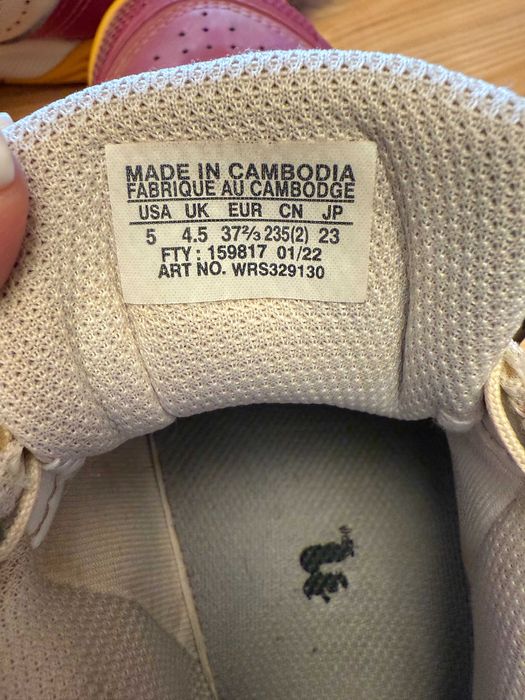 MADE IN CAMBODIA
FABRIQUE AU CAMBODGE
USA UK EUR CN JP
5 4.5 37⅔ 235(2) 23
FTY : 159817 01/22
ART NO. WRS329130